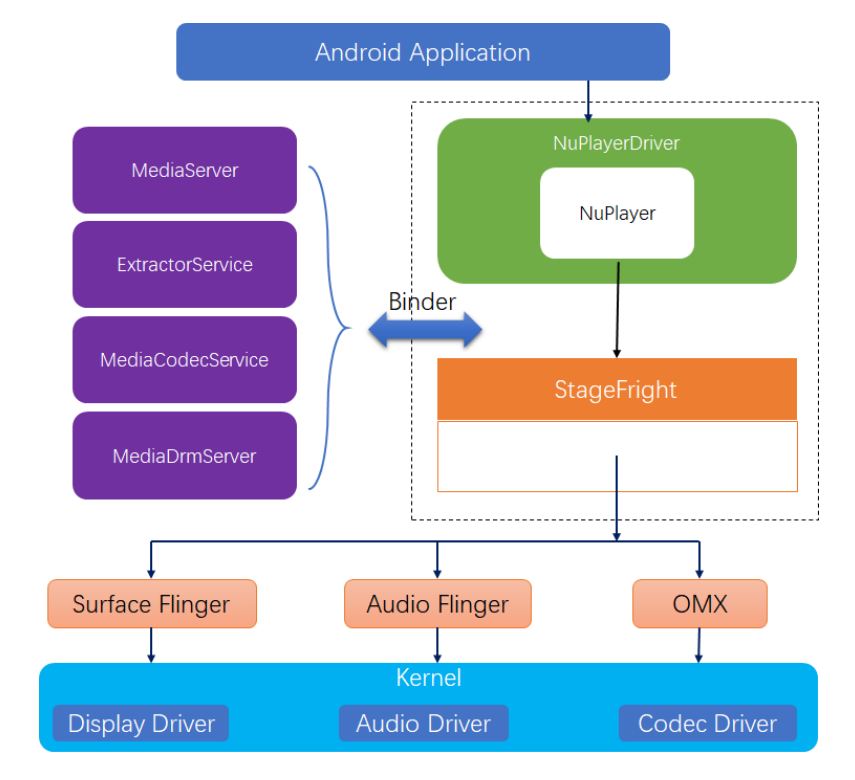 Android Application
NuPlayerDriver
NuPlayer
MediaServer
ExtractorService
MediaCodecService
MediaDrmServer
Binder
StageFright
Surface Flinger
Audio Flinger
OMX
Kernel
Display Driver
Audio Driver
Codec Driver